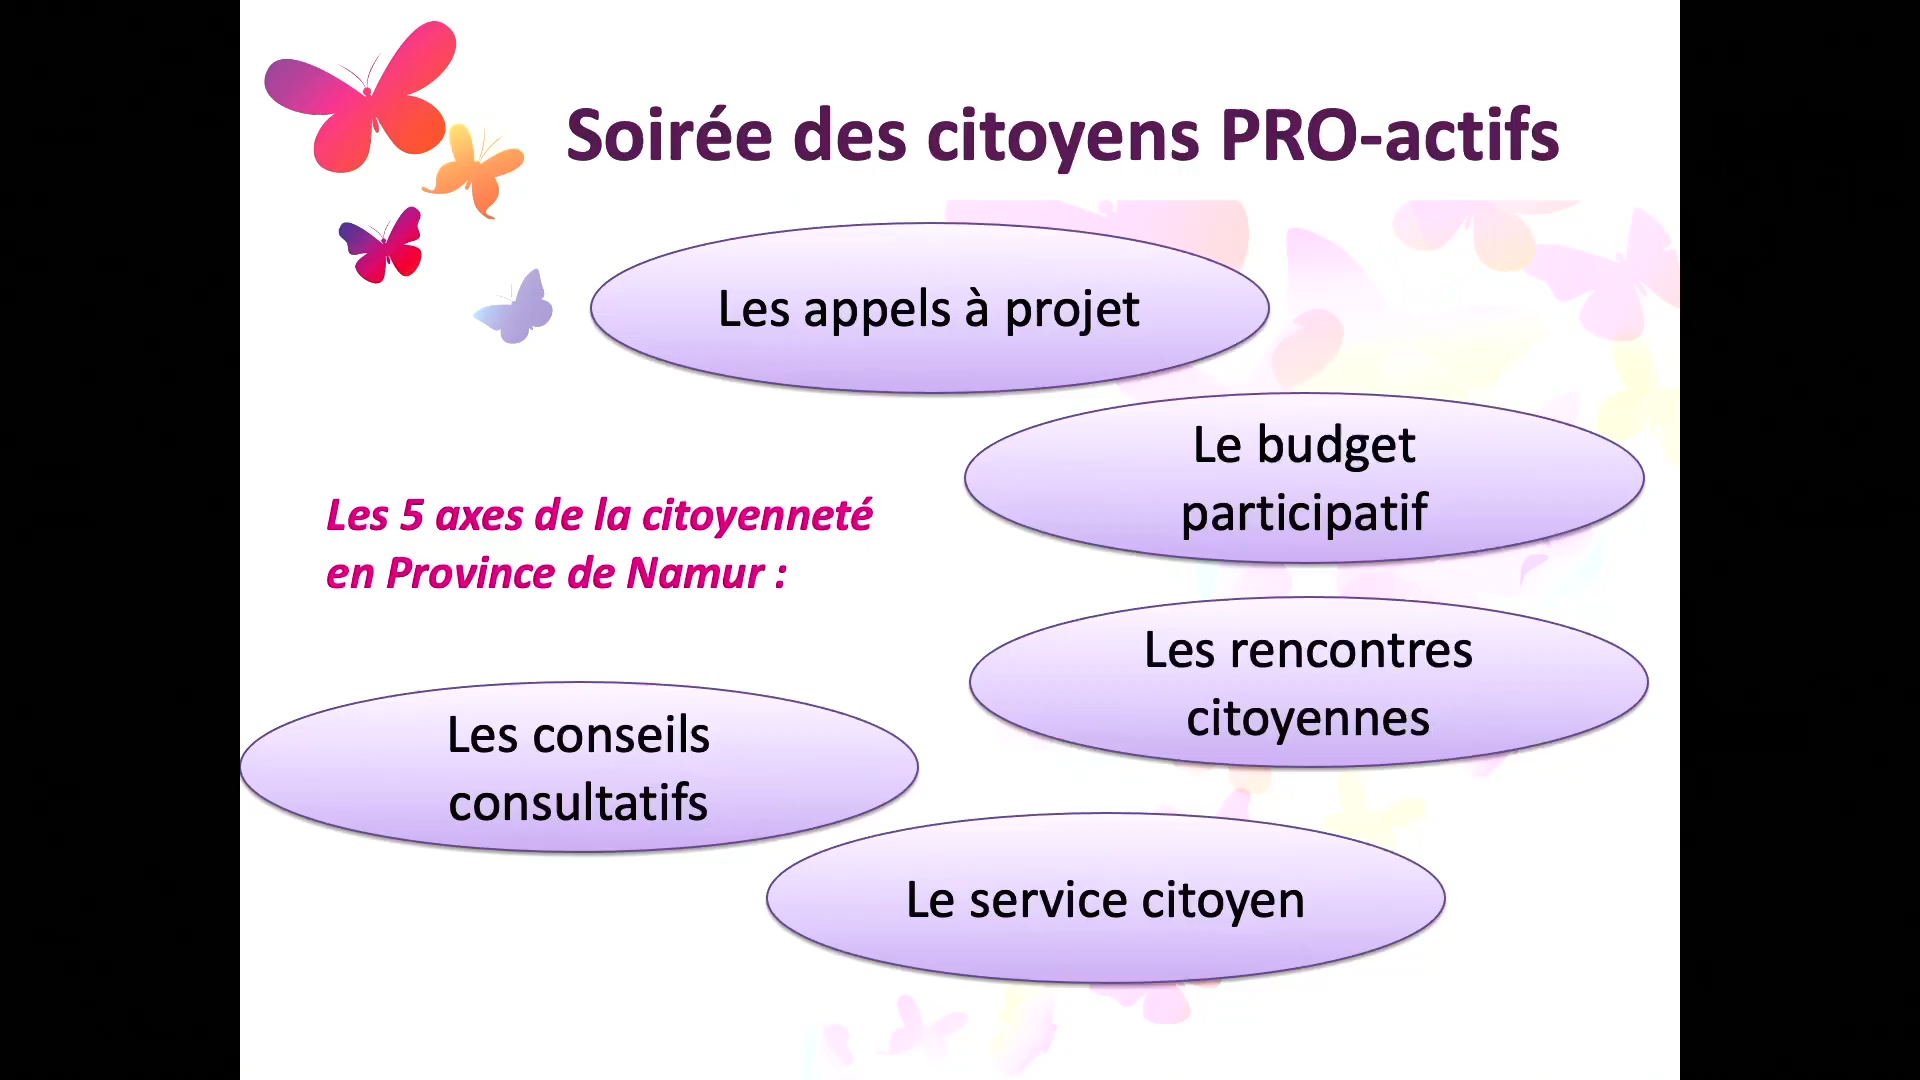 Soirée des citoyens PRO-actifs
Les appels à projet
Le budget
participatif
Les 5 axes de la citoyenneté
en Province de Namur :
Les rencontres
citoyennes
Les conseils
consultatifs
Le service citoyen